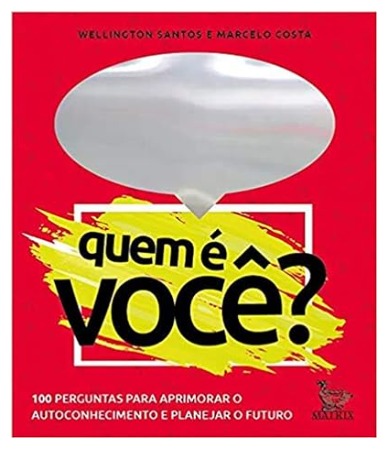 WELLINGTON SANTOS E MARCELO COSTA
quem é
você?
100 PERGUNTAS PARA APRIMORAR O
AUTOCONHECIMENTO E PLANEJAR O FUTURO
MATRIX